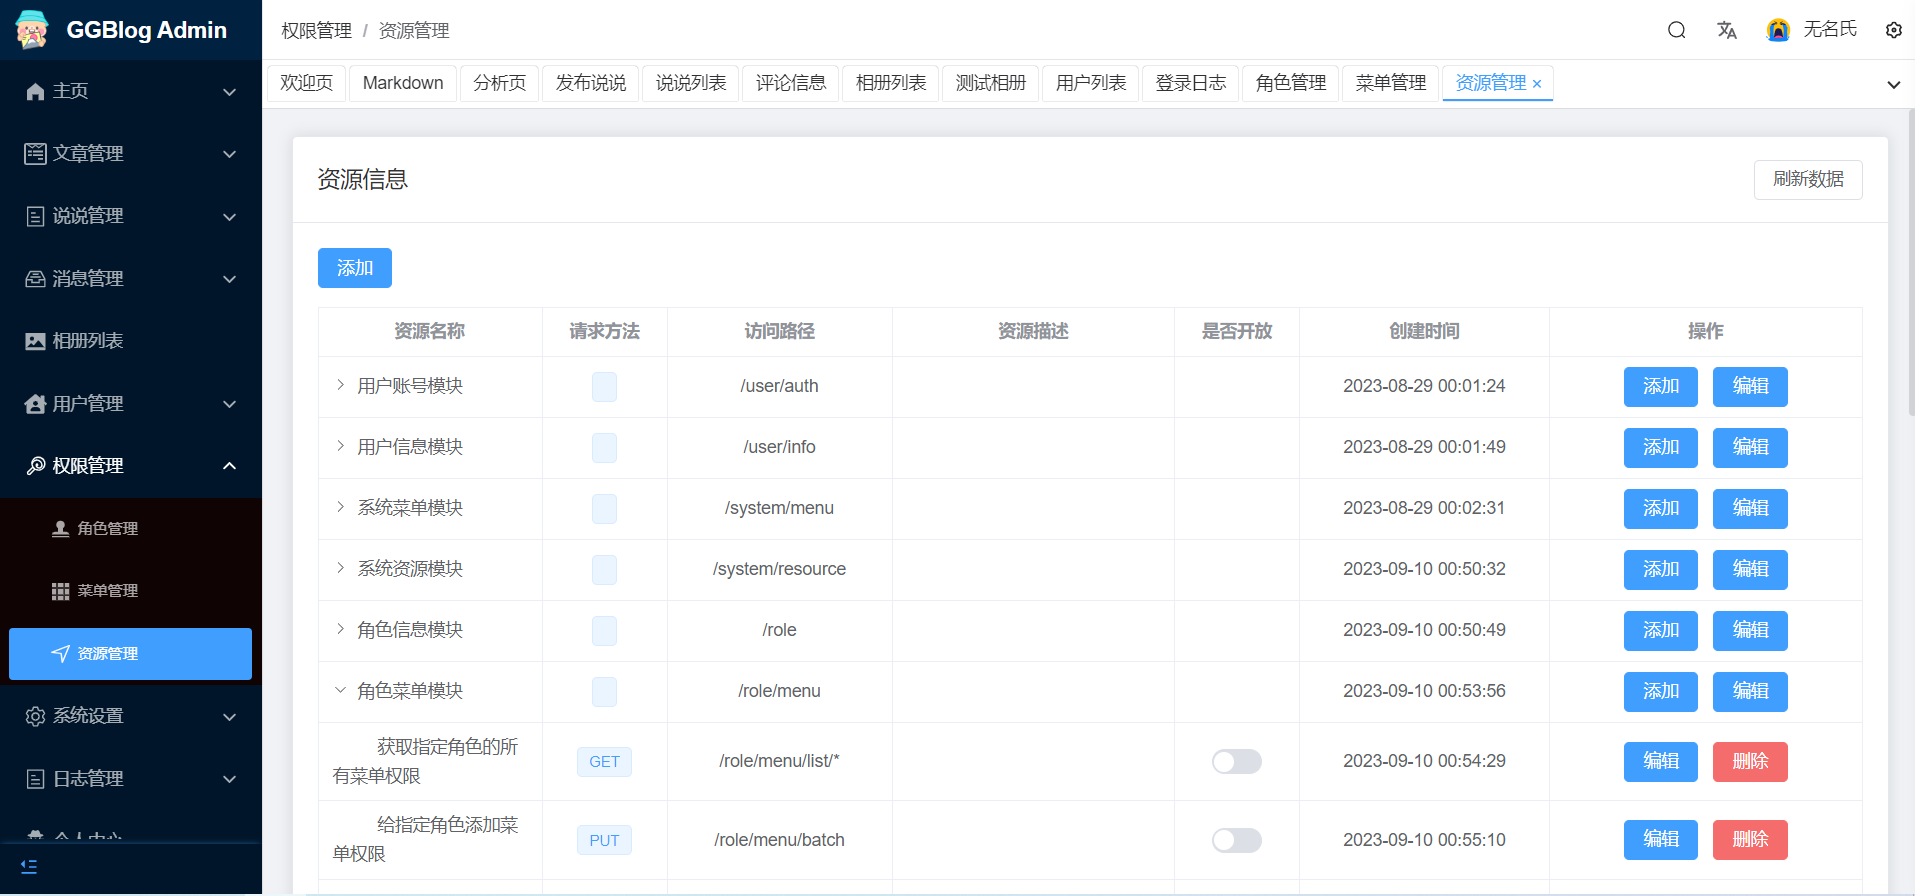 GGBlog Admin
权限管理 / 资源管理
无名氏
欢迎页 Markdown 分析页 发布说说 说说列表 评论信息 相册列表 测试相册 用户列表 登录日志 角色管理 菜单管理 资源管理 ×
主页
文章管理
说说管理
消息管理
相册列表
用户管理
权限管理
角色管理
菜单管理
资源管理
系统设置
日志管理
个人中心
资源信息
刷新数据
添加
资源名称 请求方法 访问路径 资源描述 是否开放 创建时间 操作
用户账号模块 /user/auth 2023-08-29 00:01:24 添加 编辑
用户信息模块 /user/info 2023-08-29 00:01:49 添加 编辑
系统菜单模块 /system/menu 2023-08-29 00:02:31 添加 编辑
系统资源模块 /system/resource 2023-09-10 00:50:32 添加 编辑
角色信息模块 /role 2023-09-10 00:50:49 添加 编辑
角色菜单模块 /role/menu 2023-09-10 00:53:56 添加 编辑
获取指定角色的所
有菜单权限 GET /role/menu/list/* 2023-09-10 00:54:29 编辑 删除
给指定角色添加菜
单权限 PUT /role/menu/batch 2023-09-10 00:55:10 编辑 删除